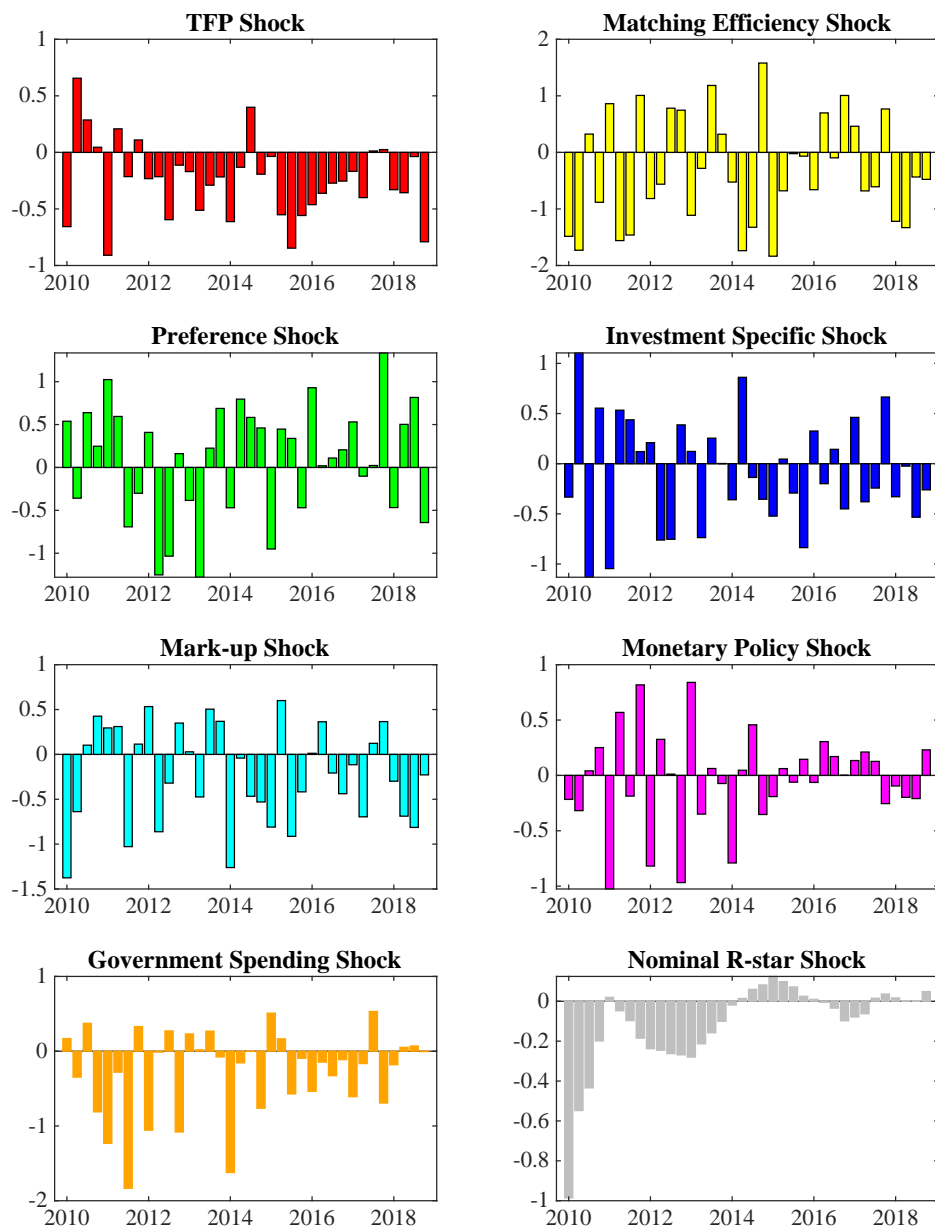 TFP Shock
1
0.5
0
-0.5
-1
2010 2012 2014 2016 2018
Matching Efficiency Shock
2
1
0
-1
-2
2010 2012 2014 2016 2018
Preference Shock
1
0.5
0
-0.5
-1
2010 2012 2014 2016 2018
Investment Specific Shock
1
0.5
0
-0.5
-1
2010 2012 2014 2016 2018
Mark-up Shock
1
0.5
0
-0.5
-1
-1.5
2010 2012 2014 2016 2018
Monetary Policy Shock
1
0.5
0
-0.5
-1
2010 2012 2014 2016 2018
Government Spending Shock
1
0
-1
-2
2010 2012 2014 2016 2018
Nominal R-star Shock
0
-0.2
-0.4
-0.6
-0.8
-1
2010 2012 2014 2016 2018